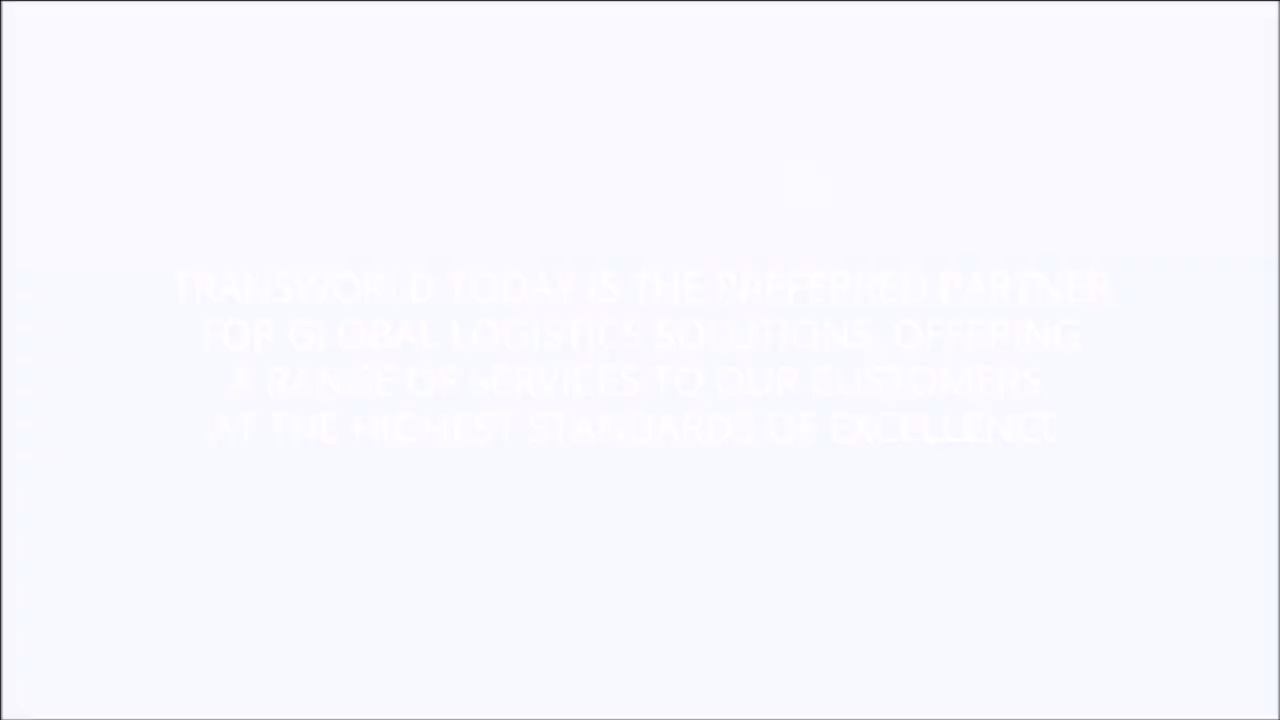 TRANSWORLD TODAY IS THE PREFERRED PARTNER
FOR GLOBAL LOGISTICS SOLUTIONS, OFFERING
A RANGE OF SERVICES TO OUR CUSTOMERS
AT THE HIGHEST STANDARDS OF EXCELLENCE